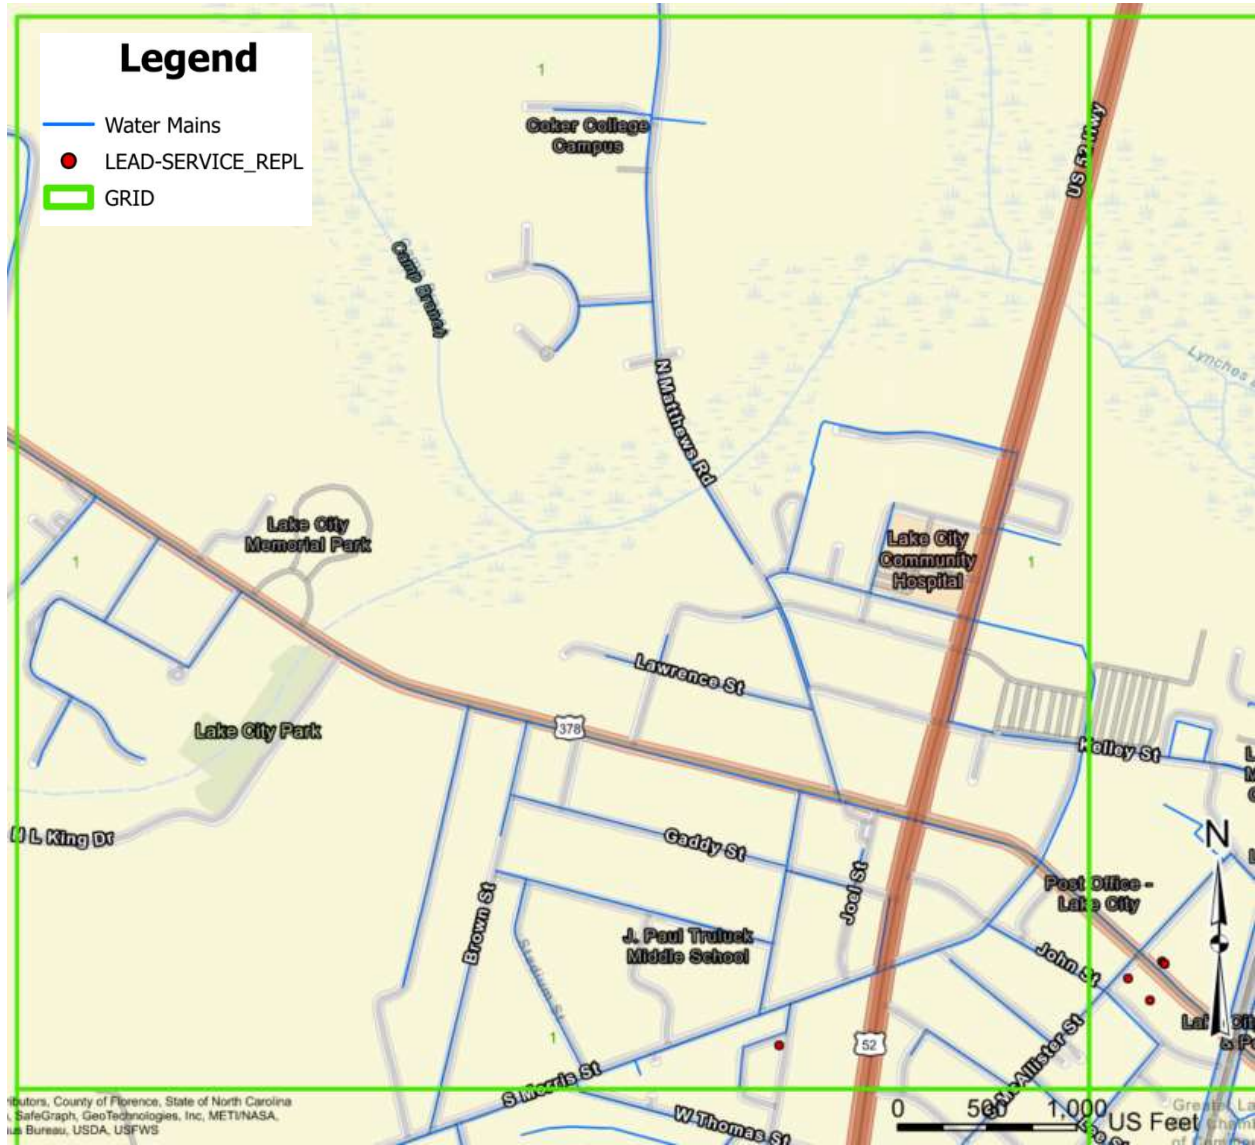 Legend
Water Mains
LEAD-SERVICE_REPL
GRID
1
Coker College
Campus
US 52 Hwy
Camp Branch
Lynches
N Matthews Rd
Lake City
Memorial Park
1
Lake City
Community
Hospital
1
Lawrence St
Lake City Park
378
Kelley St
N
M L King Dr
Gaddy St
Brown St
Joel St
Post Office -
Lake City
J. Paul Truluck
Middle School
Stadium St
John St
1
52
McAllister St
S Morris St
W Thomas St
0 500 1,000
US Feet
County of Florence, State of North Carolina
SafeGraph, GeoTechnologies, Inc, METI/NASA,
Bureau, USDA, USFWS